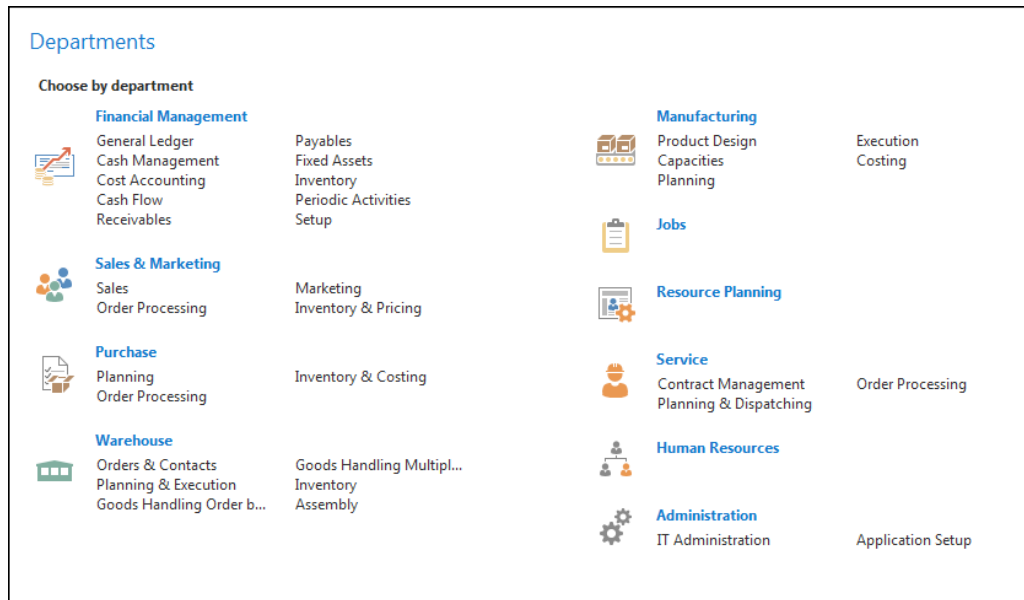 Departments
Choose by department
Financial Management
General Ledger
Payables
Cash Management
Fixed Assets
Cost Accounting
Inventory
Cash Flow
Periodic Activities
Receivables
Setup
Sales & Marketing
Sales
Marketing
Order Processing
Inventory & Pricing
Purchase
Planning
Inventory & Costing
Order Processing
Warehouse
Orders & Contacts
Goods Handling Multipl...
Planning & Execution
Inventory
Goods Handling Order b...
Assembly
Manufacturing
Product Design
Execution
Capacities
Costing
Planning
Jobs
Resource Planning
Service
Contract Management
Order Processing
Planning & Dispatching
Human Resources
Administration
IT Administration
Application Setup